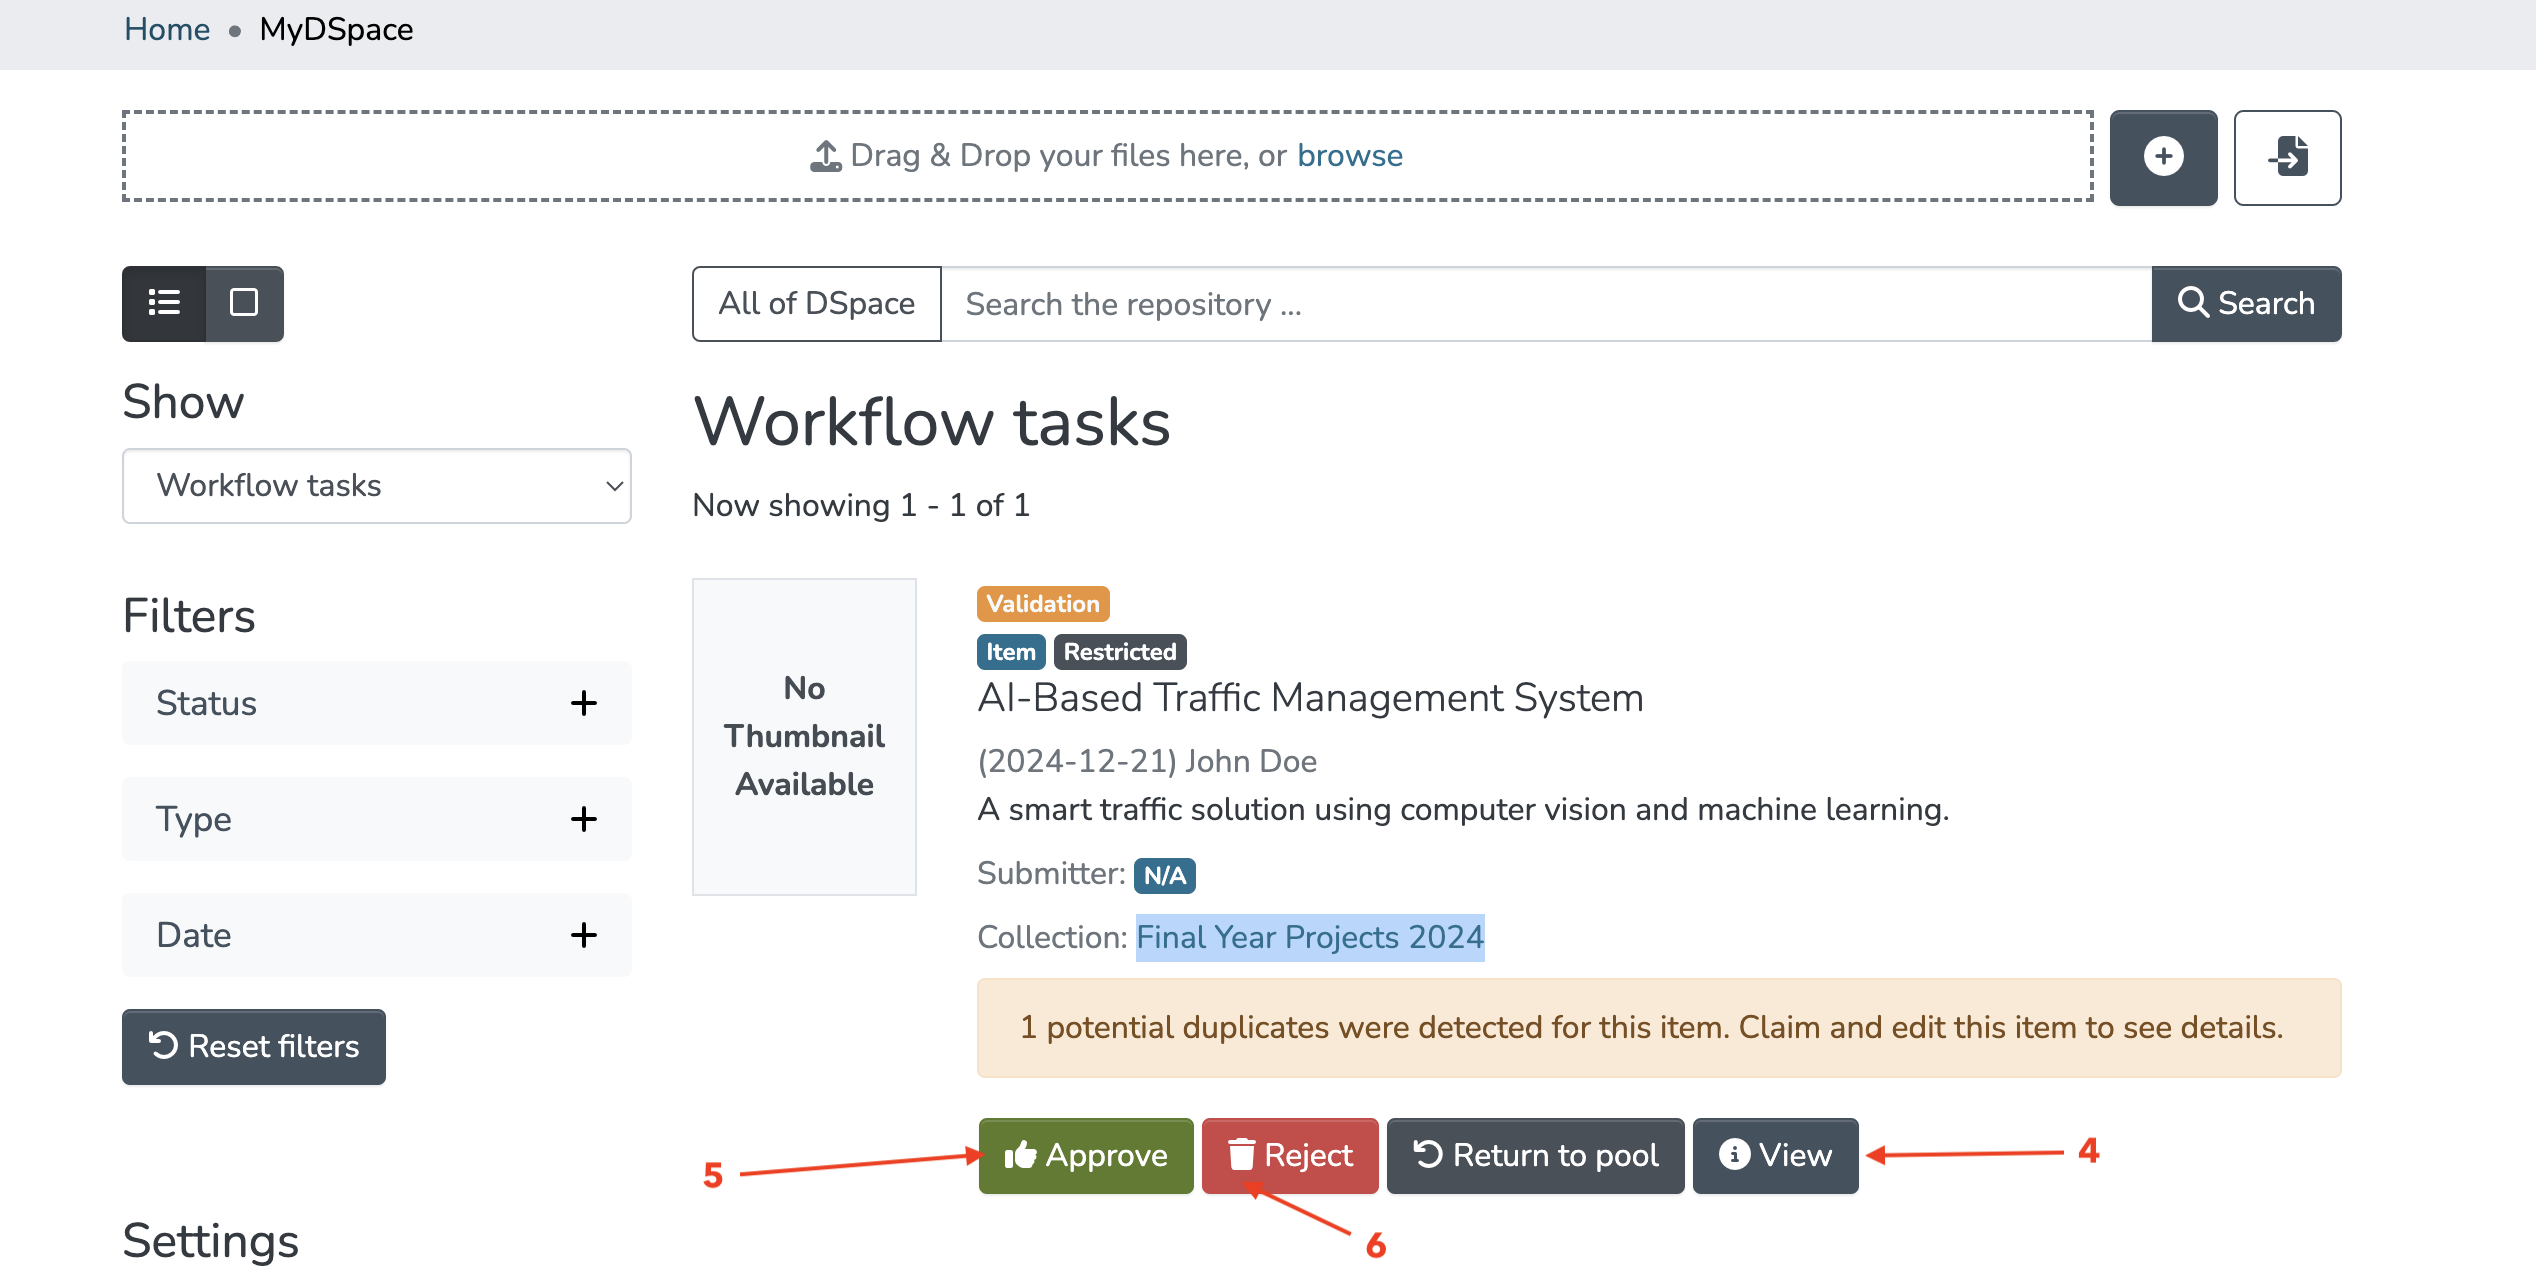 Home • MyDSpace
Drag & Drop your files here, or browse
All of DSpace
Search the repository ...
Search
Show
Workflow tasks
Filters
Status
Type
Date
Reset filters
Settings
Workflow tasks
Now showing 1 - 1 of 1
No
Thumbnail
Available
Validation
Item Restricted
AI-Based Traffic Management System
(2024-12-21) John Doe
A smart traffic solution using computer vision and machine learning.
Submitter: N/A
Collection: Final Year Projects 2024
1 potential duplicates were detected for this item. Claim and edit this item to see details.
5 Approve Reject Return to pool View 4
6